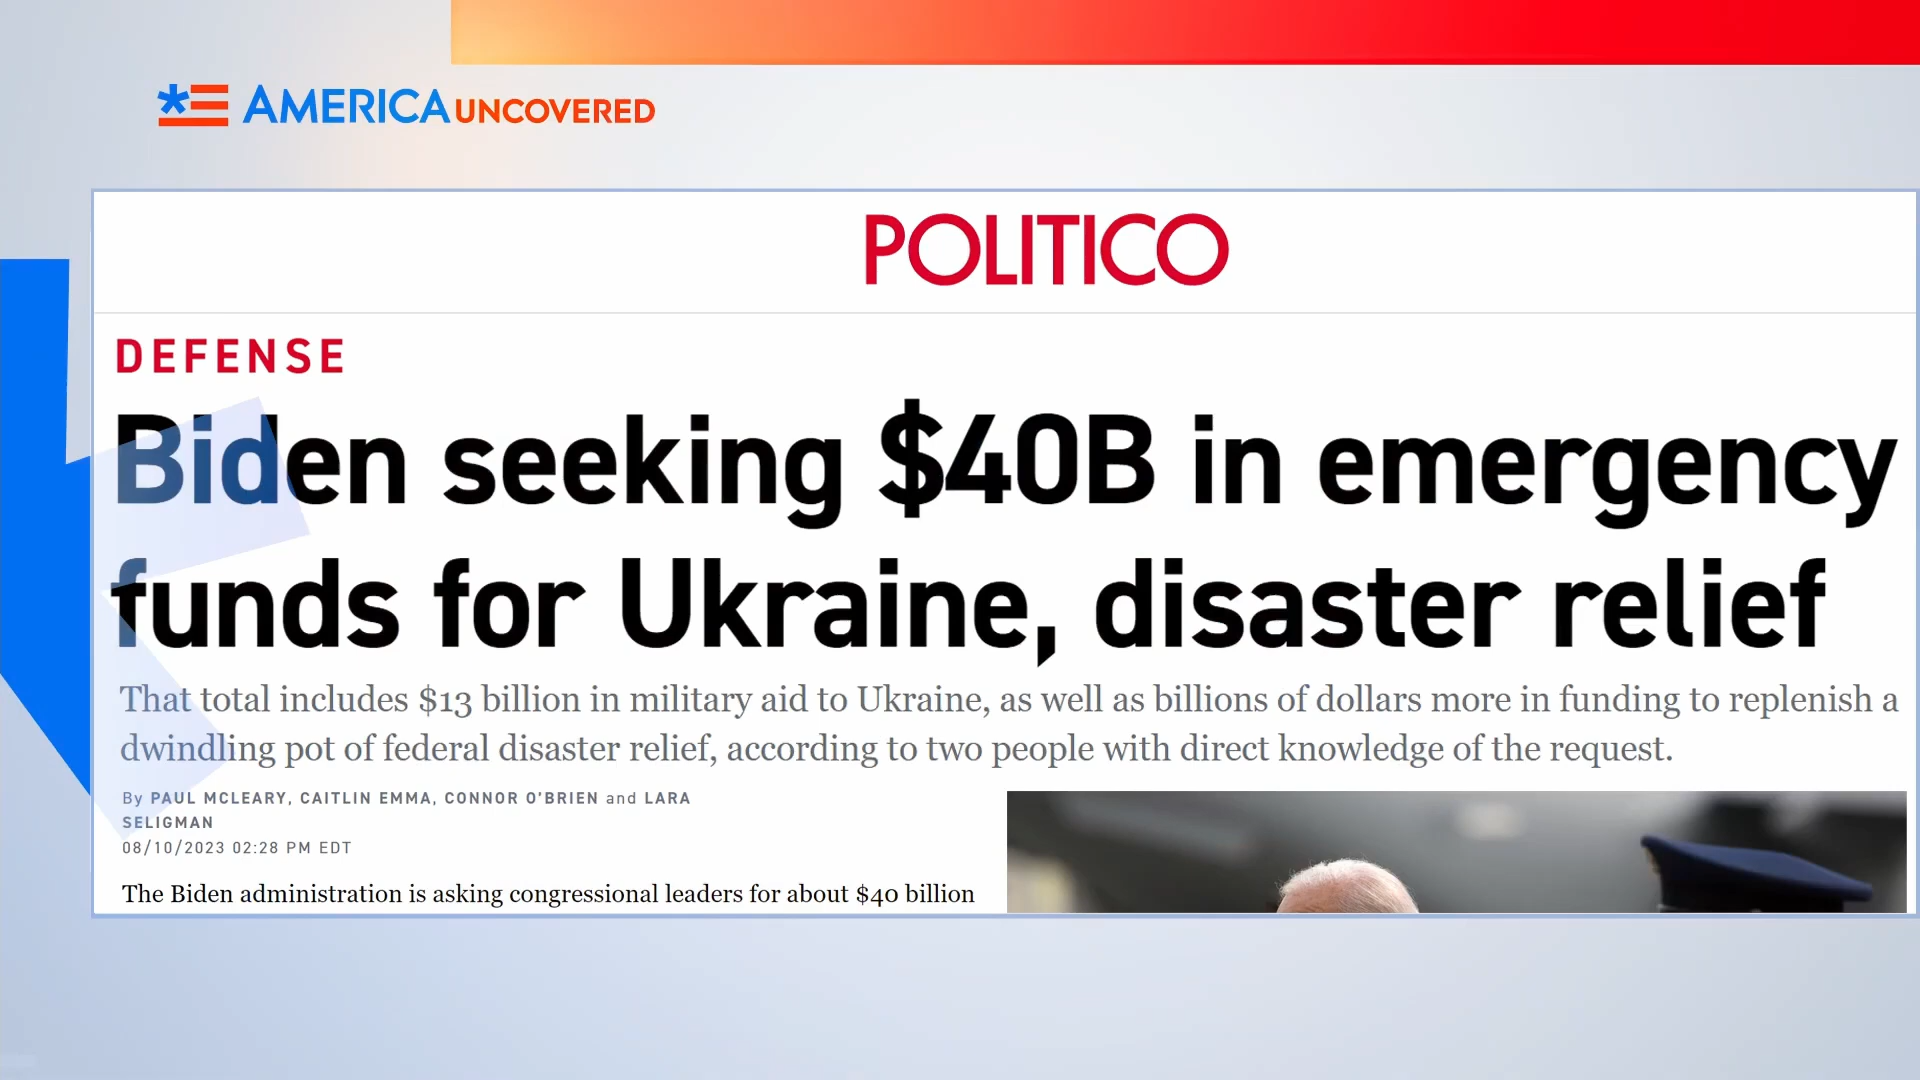 AMERICA UNCOVERED
POLITICO
DEFENSE
Biden seeking $40B in emergency
funds for Ukraine, disaster relief
That total includes $13 billion in military aid to Ukraine, as well as billions of dollars more in funding to replenish a
dwindling pot of federal disaster relief, according to two people with direct knowledge of the request.
By PAUL MCLEARY, CAITLIN EMMA, CONNOR O'BRIEN and LARA
SELIGMAN
08/10/2023 02:28 PM EDT
The Biden administration is asking congressional leaders for about $40 billion